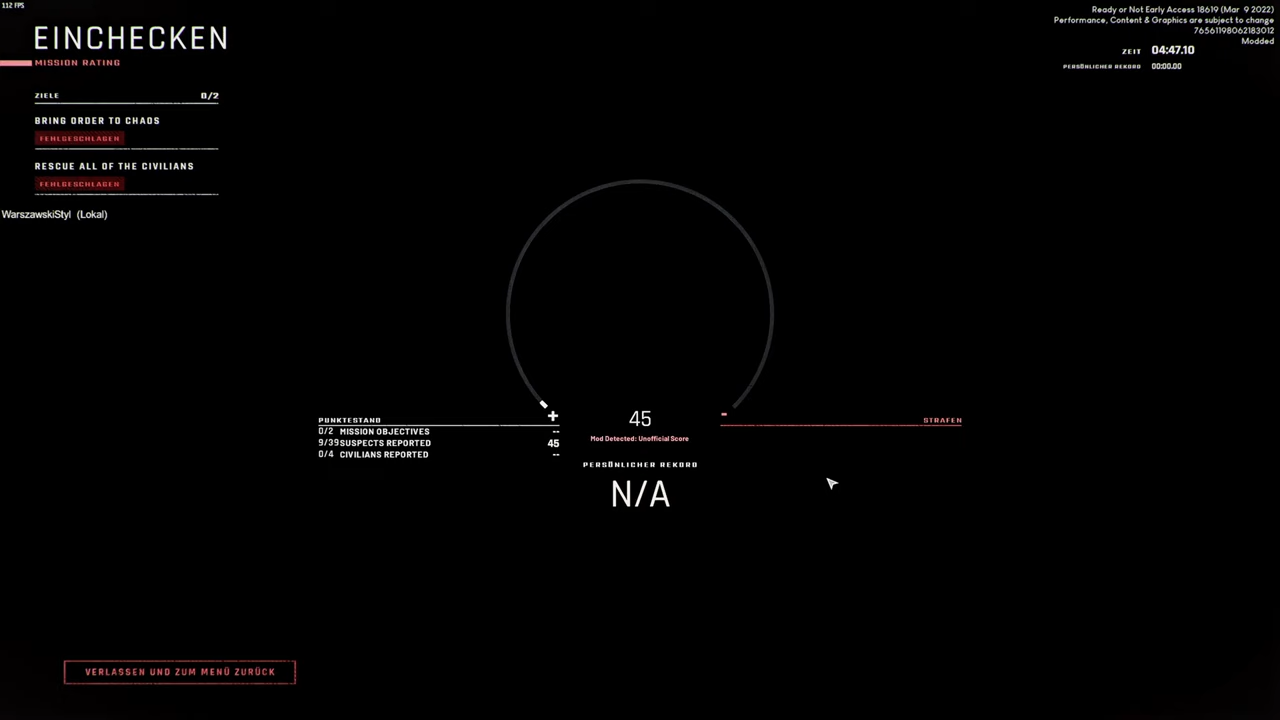 112 FPS
Ready or Not Early Access 18619 (Mar 9 2022)
Performance, Content & Graphics are subject to change
76561198062183012
Modded
EINCHECKEN
MISSION RATING
ZEIT 04:47.10
PERSÖNLICHER REKORD 00:00.00
ZIELE 0/2
BRING ORDER TO CHAOS
FEHLGESCHLAGEN
RESCUE ALL OF THE CIVILIANS
FEHLGESCHLAGEN
WarszawskiStyl (Lokal)
PUNKTESTAND +
0/2 MISSION OBJECTIVES --
9/39 SUSPECTS REPORTED 45
0/4 CIVILIANS REPORTED --
45
Mod Detected: Unofficial Score
PERSÖNLICHER REKORD
N/A
- STRAFEN
VERLASSEN UND ZUM MENÜ ZURÜCK